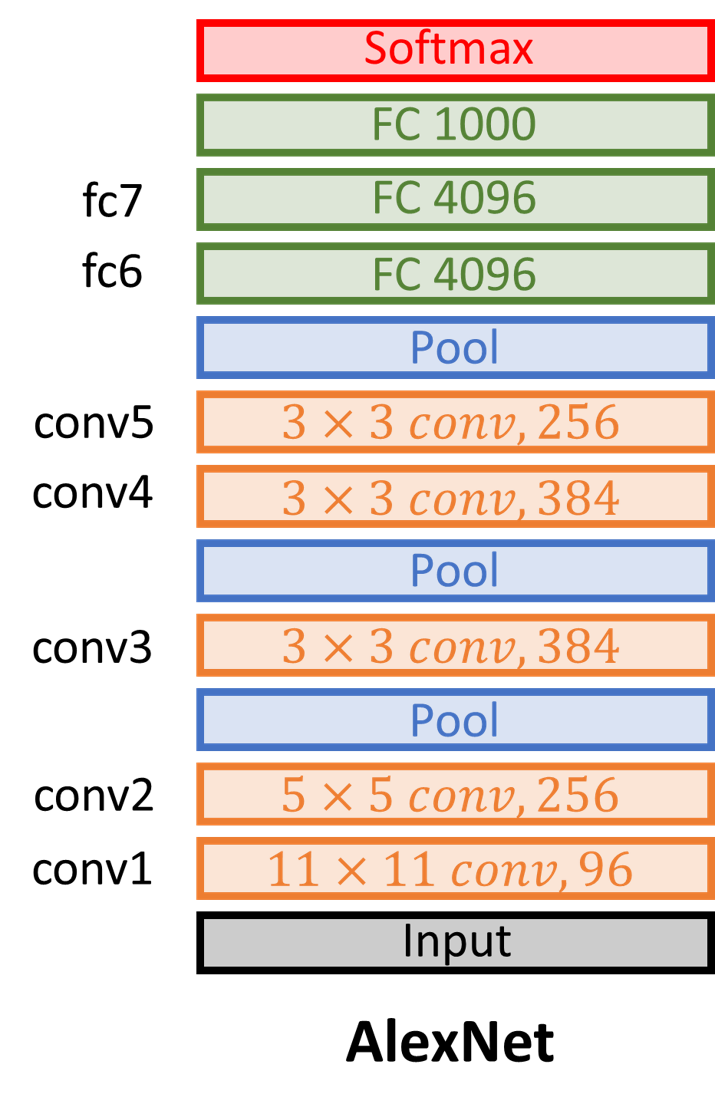 Softmax
FC 1000
fc7 FC 4096
fc6 FC 4096
Pool
conv5 3 × 3 conv, 256
conv4 3 × 3 conv, 384
Pool
conv3 3 × 3 conv, 384
Pool
conv2 5 × 5 conv, 256
conv1 11 × 11 conv, 96
Input
AlexNet